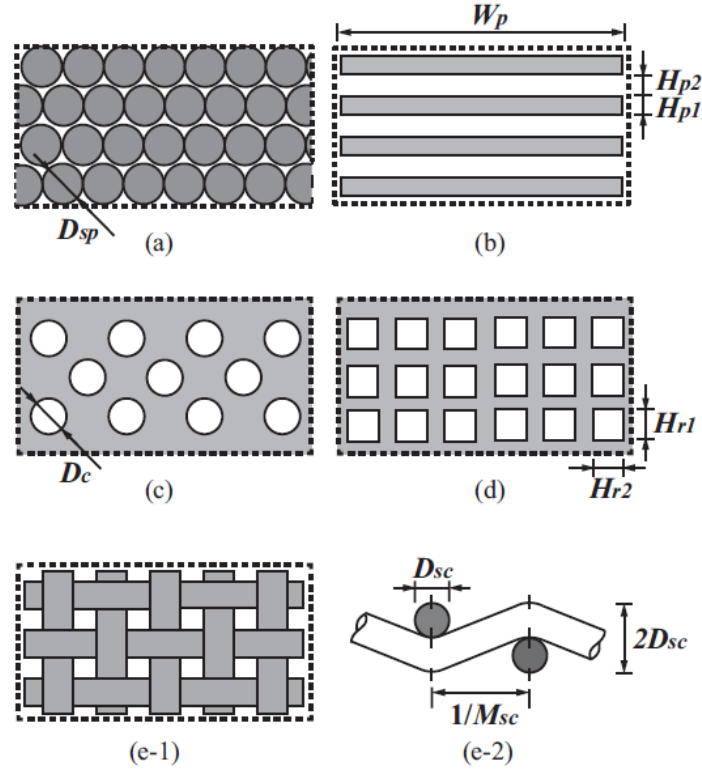 Wp
Hp2
Hp1
Dsp
(a)
(b)
Dc
Hr1
Hr2
(c)
(d)
Dsc
2Dsc
1/Msc
(e-1)
(e-2)